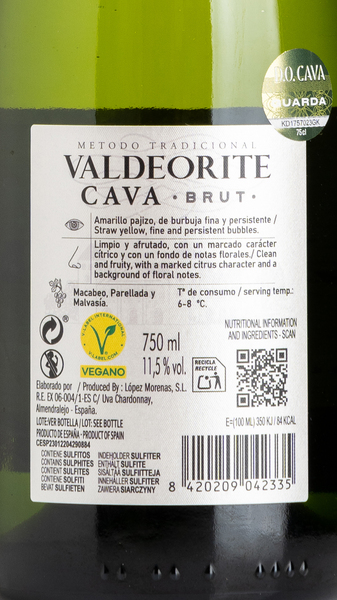 D.O. CAVA
GUARDA
KD1757023GK
75cl
METODO TRADICIONAL
VALDEORITE
CAVA · BRUT ·
Amarillo pajizo, de burbuja fina y persistente /
Straw yellow, fine and persistent bubbles.
Limpio y afrutado, con un marcado carácter
cítrico y con un fondo de notas florales./ Clean
and fruity, with a marked citrus character and a
background of floral notes.
Macabeo, Parellada y
Malvasía.
Tª de consumo / serving temp.:
6-8 °C.
NUTRITIONAL INFORMATION
AND INGREDIENTS - SCAN
V-LABEL.COM
VEGANO
750 ml
11,5% vol.
RECICLA
RECYCLE
Elaborado por / Produced By : López Morenas, S.L.
R.E. EX 06-004/1-ES C/ Uva Chardonnay,
Almendralejo - España.
LOTE:VER BOTELLA / LOT: SEE BOTTLE
PRODUCTO DE ESPAÑA · PRODUCT OF SPAIN
CESP23012204290884
E=(100 ML) 350 KJ / 84 KCAL
CONTIENE SULFITOS
CONTAINS SULPHITES
CONTIENT SULFITES
CONTIENE SOLFITI
BEVAT SULFIETEN
INDEHOLDER SULFITER
ENTHÄLT SULFITE
SISÄLTÄÄ SULFIITTEJA
INNEHÅLLER SULFITER
ZAWIERA SIARCZYNY
8 420209 042335